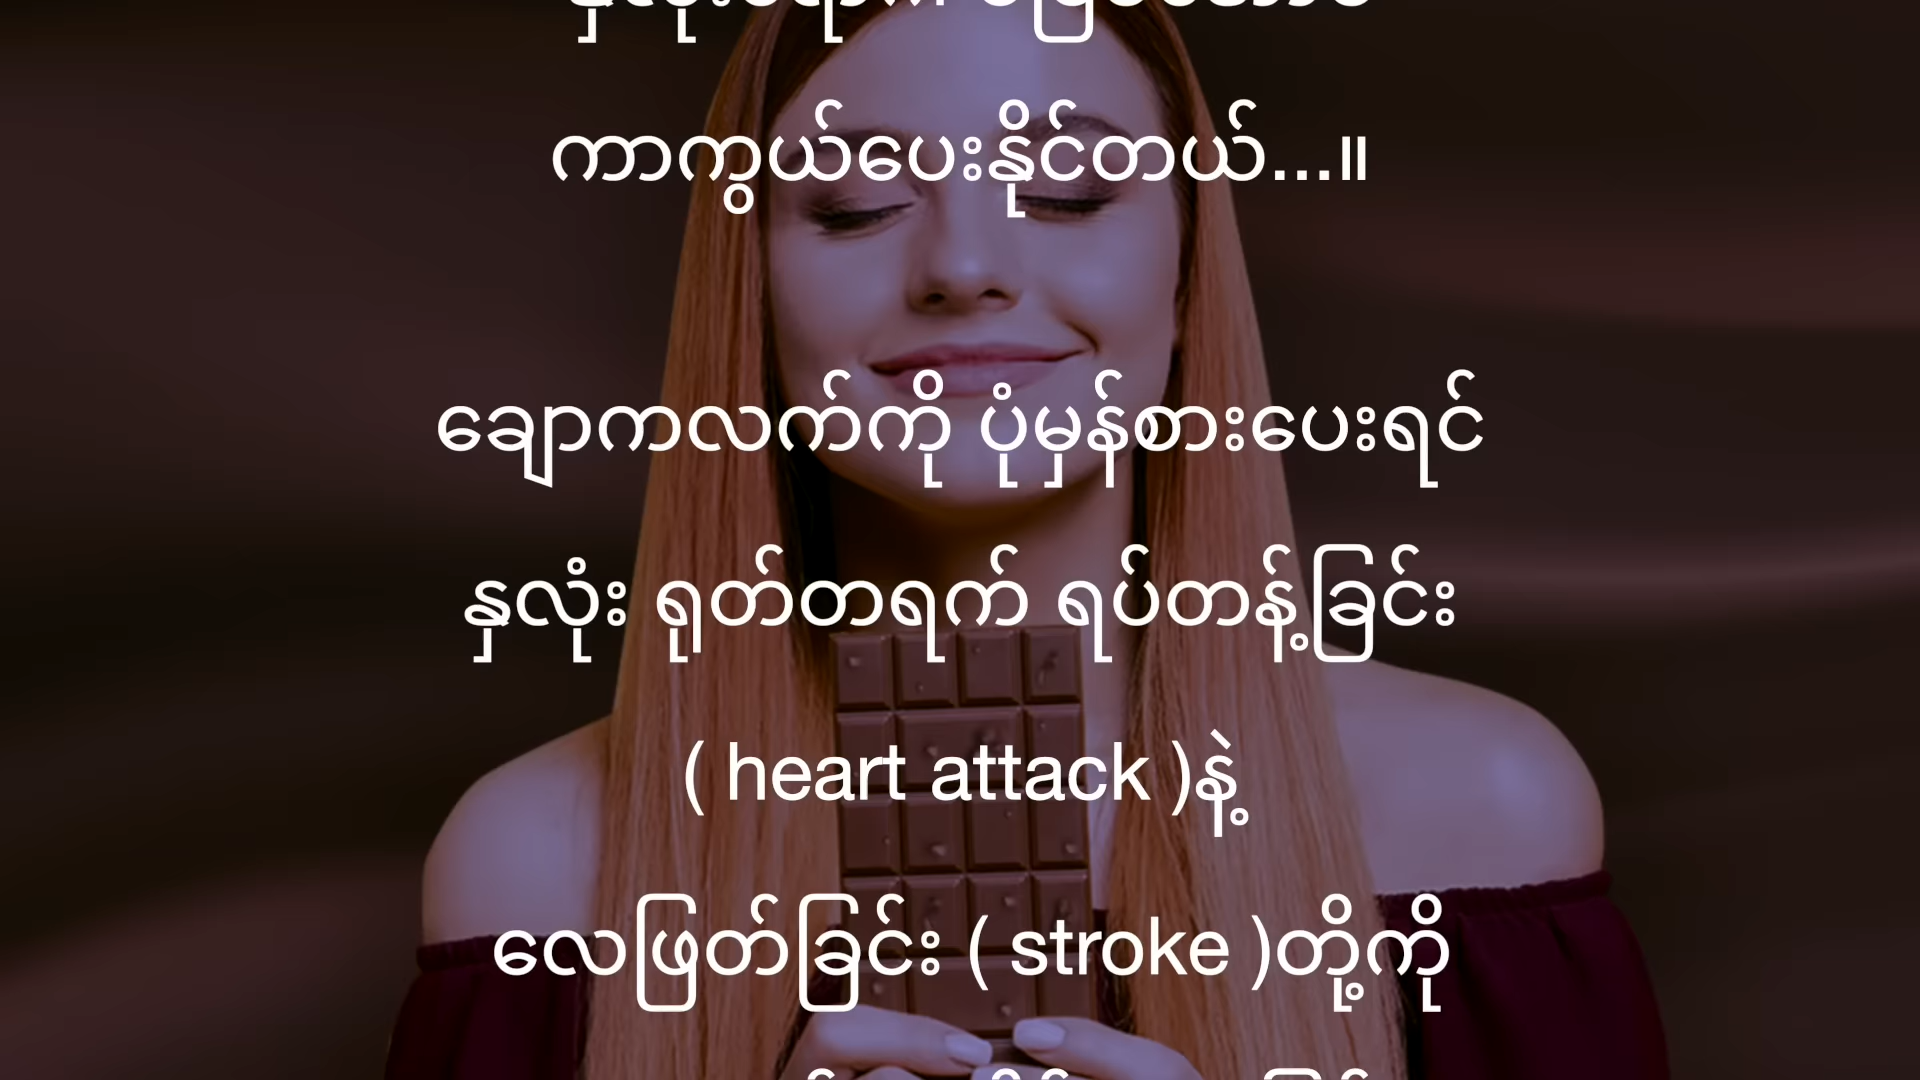 ကာကွယ်ပေးနိုင်တယ်...။
ချောကလက်ကို ပုံမှန်စားပေးရင်
နှလုံး ရုတ်တရက် ရပ်တန့်ခြင်း
( heart attack )နဲ့
လေဖြတ်ခြင်း ( stroke )တို့ကို